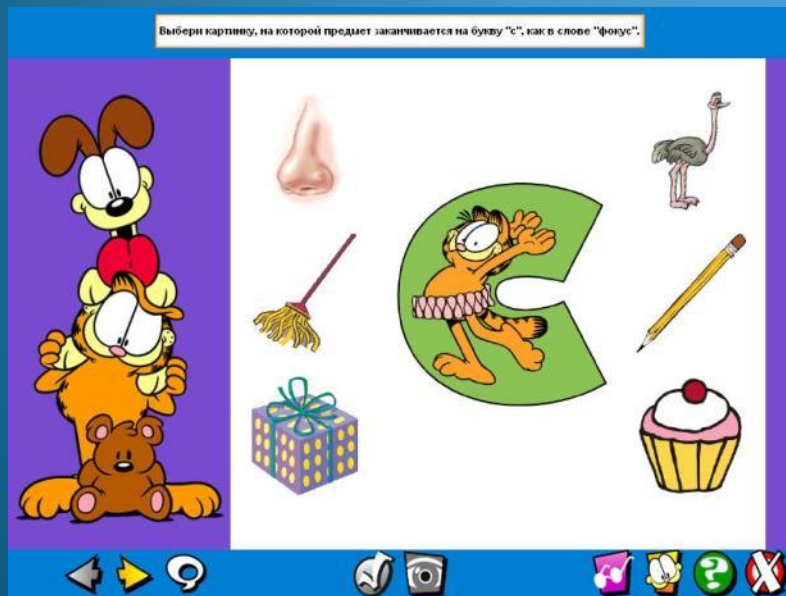 Выбери картинку, на которой предмет заканчивается на букву "с", как в слове "фокус".
С
?